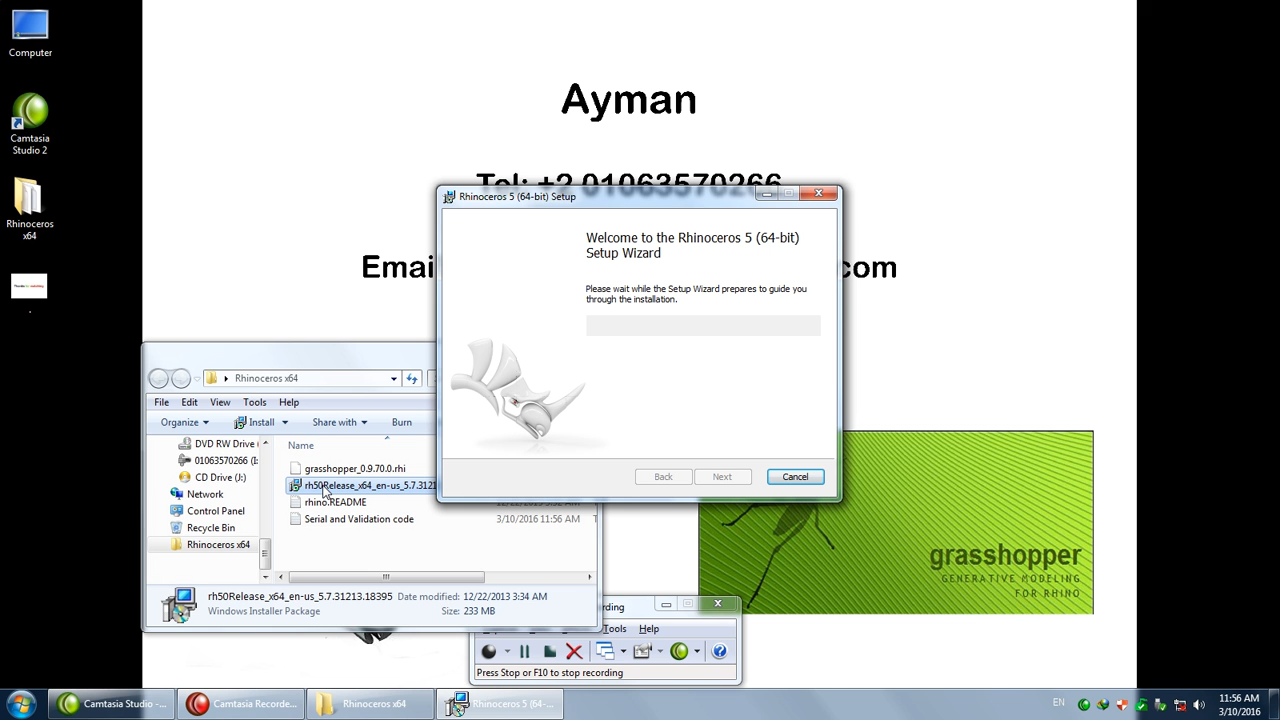 Computer
Camtasia
Studio 2
Rhinoceros
x64
.
Ayman
Tel: +2 01063570266
Emai
com
Rhinoceros 5 (64-bit) Setup
Welcome to the Rhinoceros 5 (64-bit)
Setup Wizard
Please wait while the Setup Wizard prepares to guide you
through the installation.
Back
Next
Cancel
Rhinoceros x64
File Edit View Tools Help
Organize Install Share with Burn
DVD RW Drive (
01063570266 (I:
CD Drive (J:)
Network
Control Panel
Recycle Bin
Rhinoceros x64
Name
grasshopper_0.9.70.0.rhi
rh50Release_x64_en-us_5.7.3121
rhino.README
Serial and Validation code 3/10/2016 11:56 AM T
rh50Release_x64_en-us_5.7.31213.18395 Date modified: 12/22/2013 3:34 AM
Windows Installer Package Size: 233 MB
grasshopper
GENERATIVE MODELING
FOR RHINO
rding
Tools Help
Press Stop or F10 to stop recording
Camtasia Studio -...
Camtasia Recorde...
Rhinoceros x64
Rhinoceros 5 (64-...
EN
11:56 AM
3/10/2016